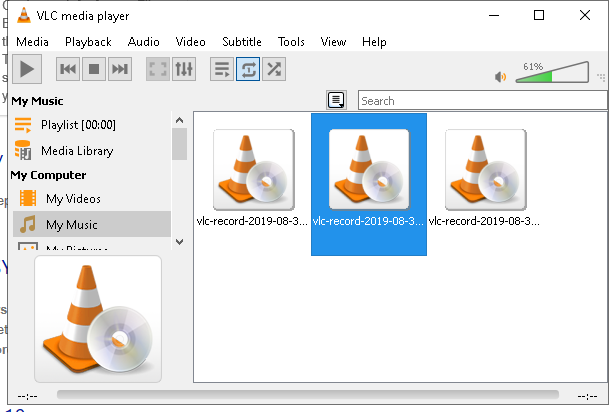 VLC media player
Media Playback Audio Video Subtitle Tools View Help
61%
My Music
Search
Playlist [00:00]
Media Library
My Computer
My Videos
My Music
vlc-record-2019-08-3... vlc-record-2019-08-3... vlc-record-2019-08-3...
My Pictures
--:-- --:--